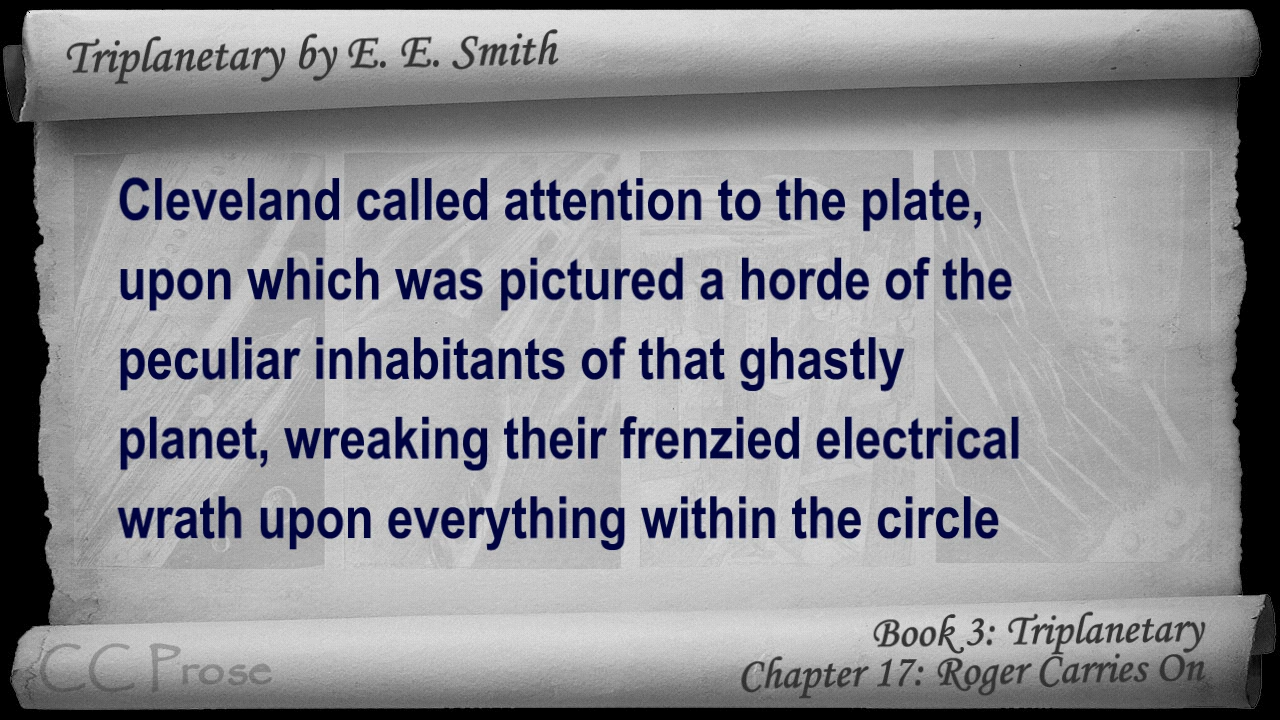 Triplanetary by E. E. Smith
Cleveland called attention to the plate,
upon which was pictured a horde of the
peculiar inhabitants of that ghastly
planet, wreaking their frenzied electrical
wrath upon everything within the circle
Book 3: Triplanetary
Chapter 17: Roger Carries On
CC Prose